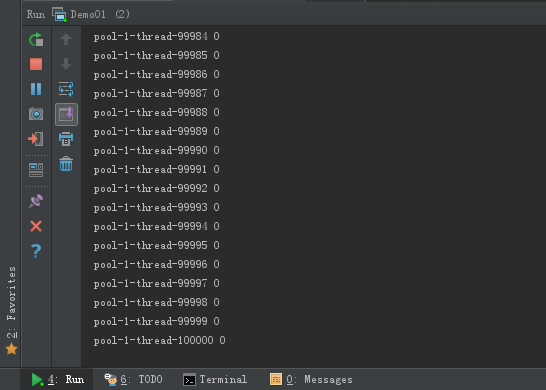 Run Demo01 (2)
pool-1-thread-99984 0
pool-1-thread-99985 0
pool-1-thread-99986 0
pool-1-thread-99987 0
pool-1-thread-99988 0
pool-1-thread-99989 0
pool-1-thread-99990 0
pool-1-thread-99991 0
pool-1-thread-99992 0
pool-1-thread-99993 0
pool-1-thread-99994 0
pool-1-thread-99995 0
pool-1-thread-99996 0
pool-1-thread-99997 0
pool-1-thread-99998 0
pool-1-thread-99999 0
pool-1-thread-100000 0
2: Favorites
4: Run 6: TODO Terminal 0: Messages